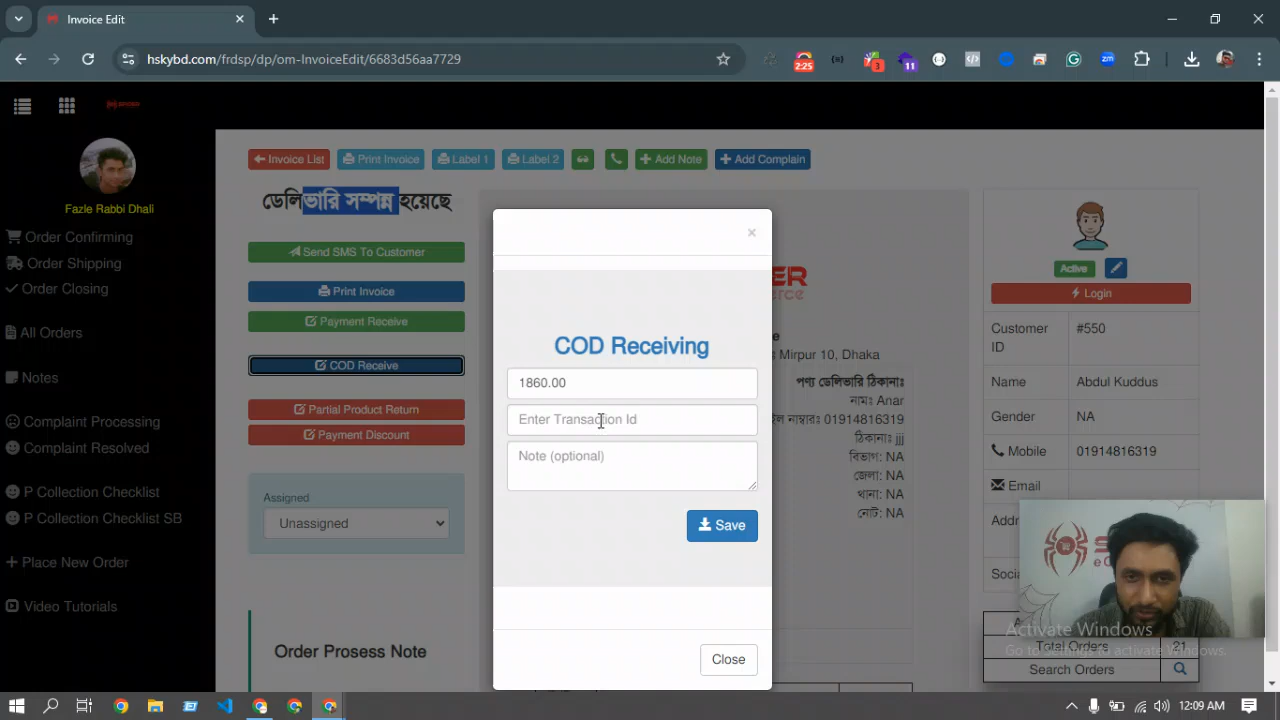 Invoice Edit
hskybd.com/frdsp/dp/om-InvoiceEdit/6683d56aa7729
2:25
3
11
SPIDER
Fazle Rabbi Dhali
Order Confirming
Order Shipping
Order Closing
All Orders
Notes
Complaint Processing
Complaint Resolved
P Collection Checklist
P Collection Checklist SB
Place New Order
Video Tutorials
Invoice List
Print Invoice
Label 1
Label 2
Add Note
Add Complain
ডেলিভারি সম্পন্ন হয়েছে
Send SMS To Customer
Print Invoice
Payment Receive
COD Receive
Partial Product Return
Payment Discount
Assigned
Unassigned
Order Prosess Note
×
COD Receiving
1860.00
Enter Transaction Id
Note (optional)
Save
Close
Mirpur 10, Dhaka
পণ্য ডেলিভারি ঠিকানাঃ
নামঃ Anar
01914816319
ঠিকানাঃ jjj
বিভাগঃ NA
জেলাঃ NA
থানাঃ NA
নোটঃ NA
Active
Login
Customer ID
#550
Name
Abdul Kuddus
Gender
NA
Mobile
01914816319
Email
Total Orders
21
Search Orders
Activate Windows
Go to Settings to activate Windows.
12:09 AM